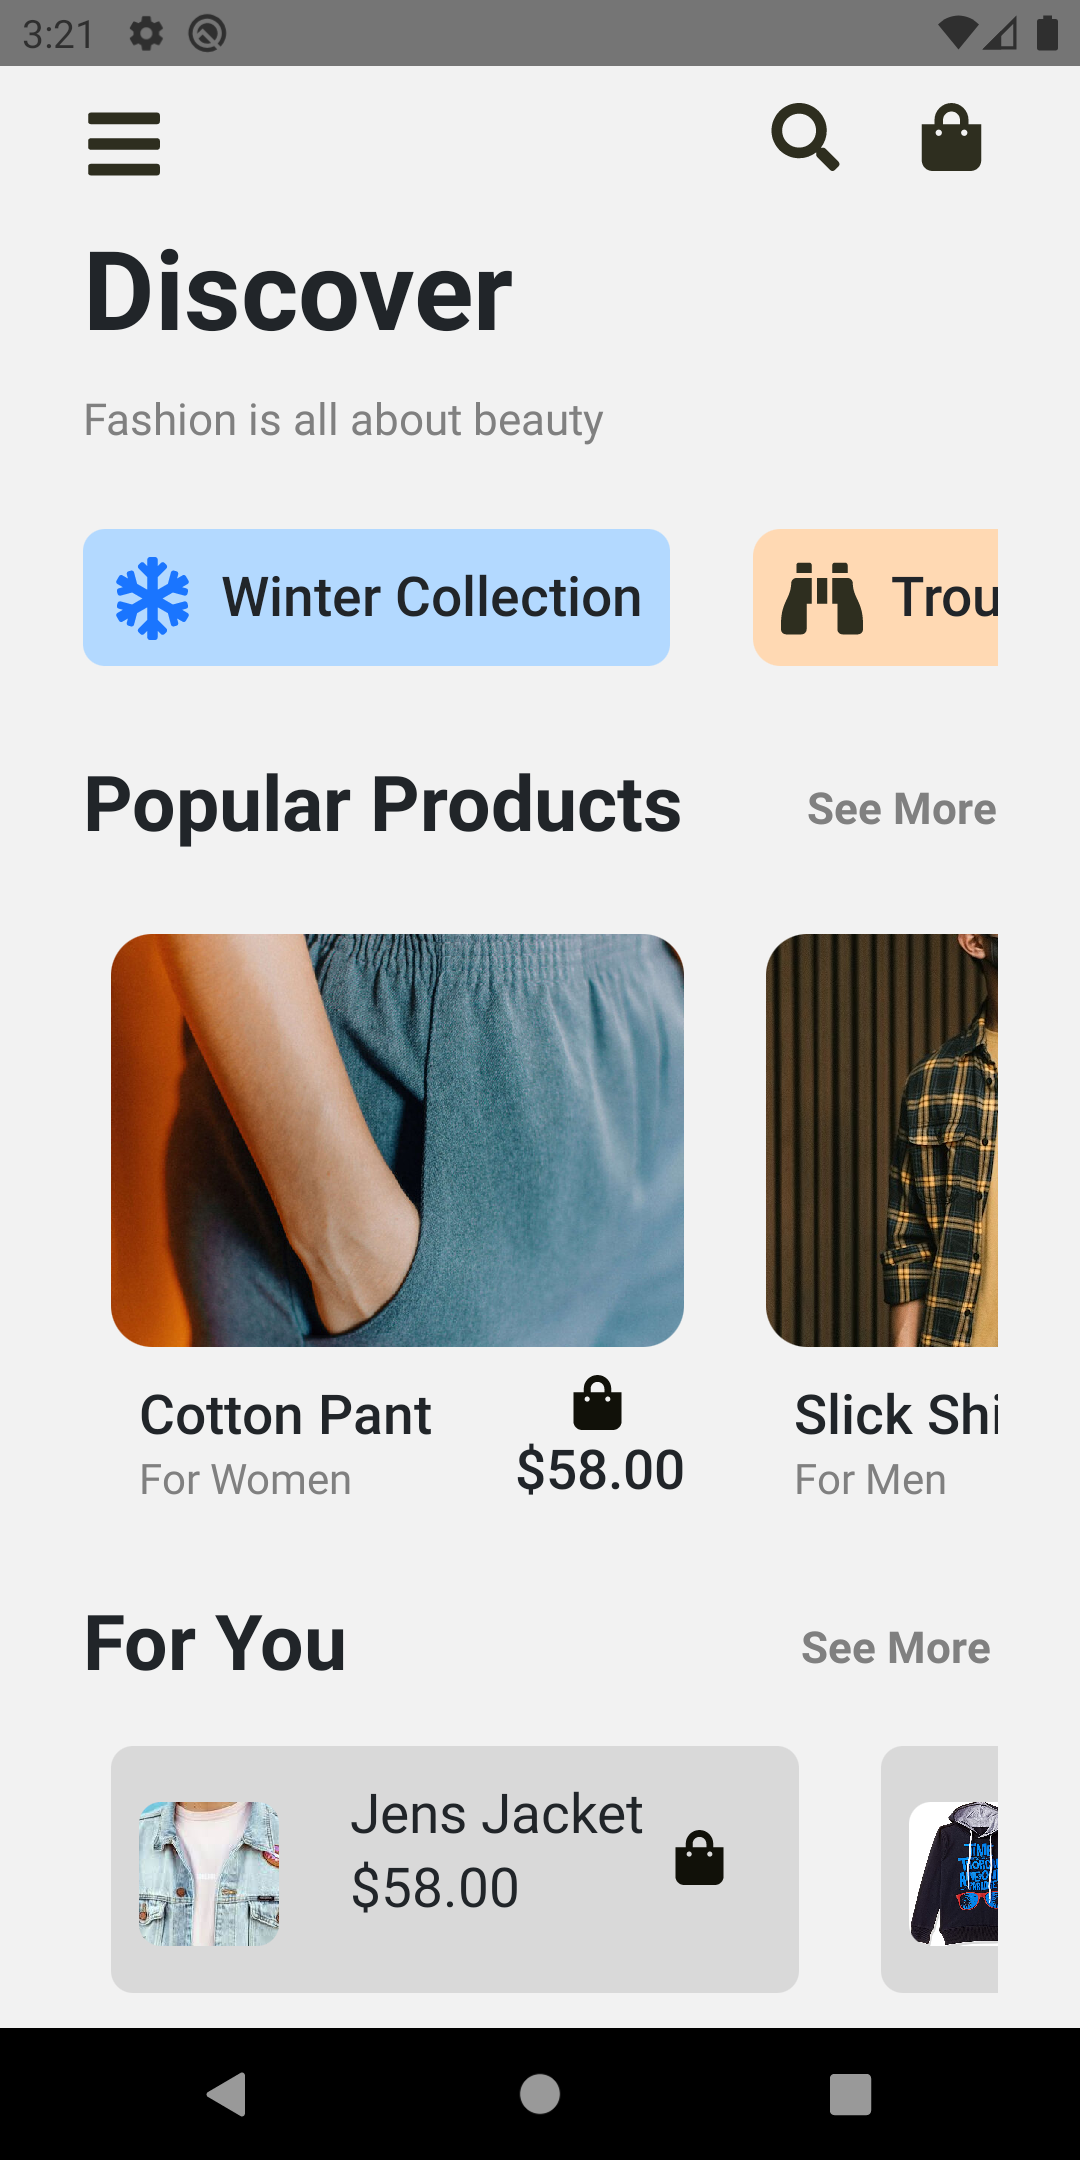 3:21
Discover
Fashion is all about beauty
Winter Collection
Trou
Popular Products
See More
Cotton Pant
$58.00
For Women
Slick Shi
For Men
For You
See More
Jens Jacket
$58.00
TIME